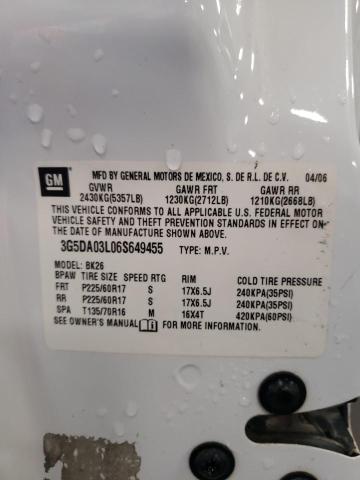 GM
MFD BY GENERAL MOTORS DE MEXICO, S. DE R.L. DE C.V. 04/06
GVWR GAWR FRT GAWR RR
2430KG(5357LB) 1230KG(2712LB) 1210KG(2668LB)
THIS VEHICLE CONFORMS TO ALL APPLICABLE U.S. FEDERAL MOTOR
VEHICLE SAFETY AND THEFT PREVENTION STANDARDS IN EFFECT ON
THE DATE OF MANUFACTURE SHOWN ABOVE.
3G5DA03L06S649455 TYPE: M.P.V.
MODEL: BK26
BPAW TIRE SIZE SPEED RTG RIM COLD TIRE PRESSURE
FRT P225/60R17 S 17X6.5J 240KPA(35PSI)
RR P225/60R17 S 17X6.5J 240KPA(35PSI)
SPA T135/70R16 M 16X4T 420KPA(60PSI)
SEE OWNER'S MANUAL FOR MORE INFORMATION